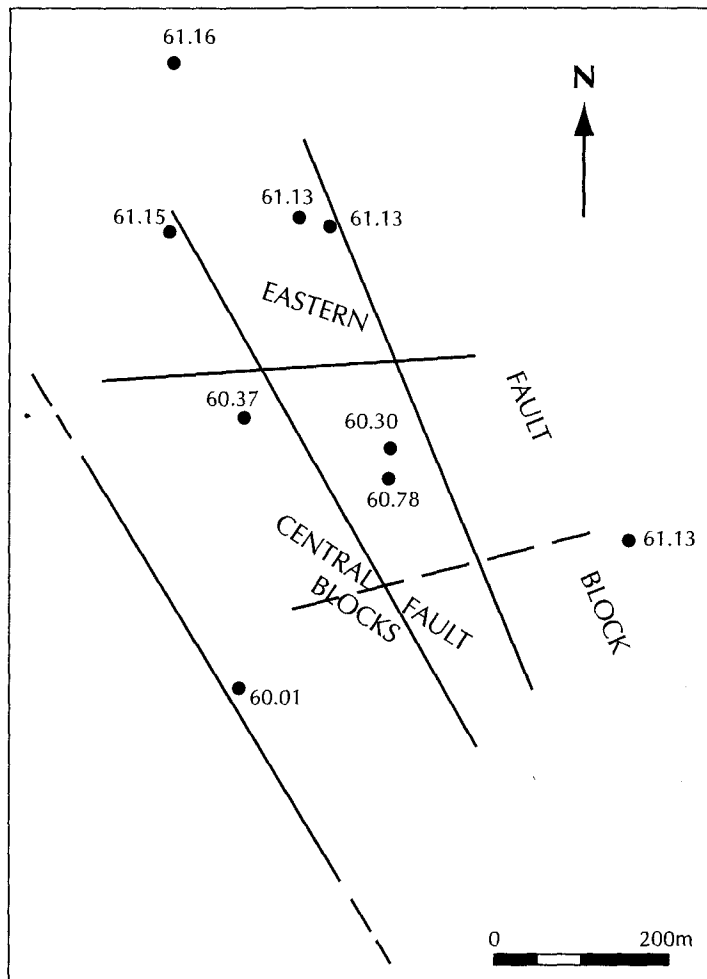 61.16
N
61.13
61.15
61.13
EASTERN
FAULT
60.37
60.30
60.78
CENTRAL FAULT
BLOCKS
61.13
BLOCK
60.01
0 200m